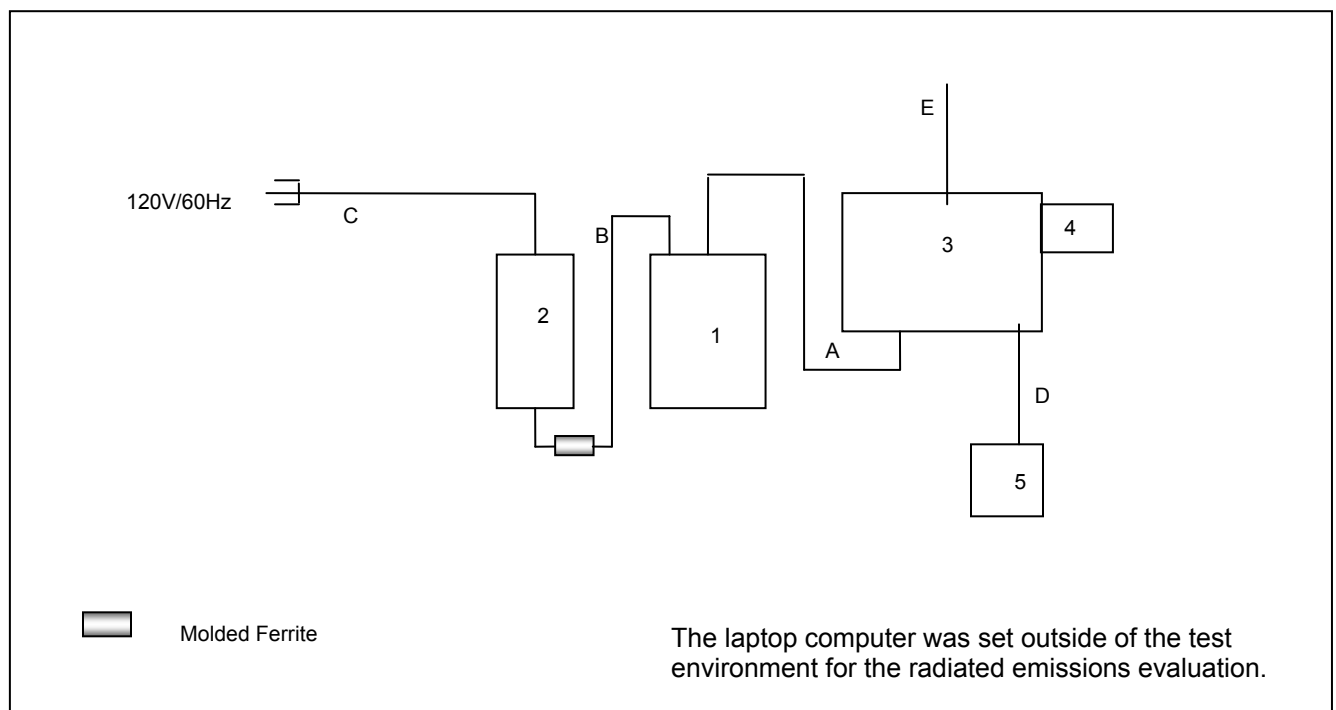 E
120V/60Hz
C
B
3
4
2
1
A
D
5
Molded Ferrite
The laptop computer was set outside of the test
environment for the radiated emissions evaluation.